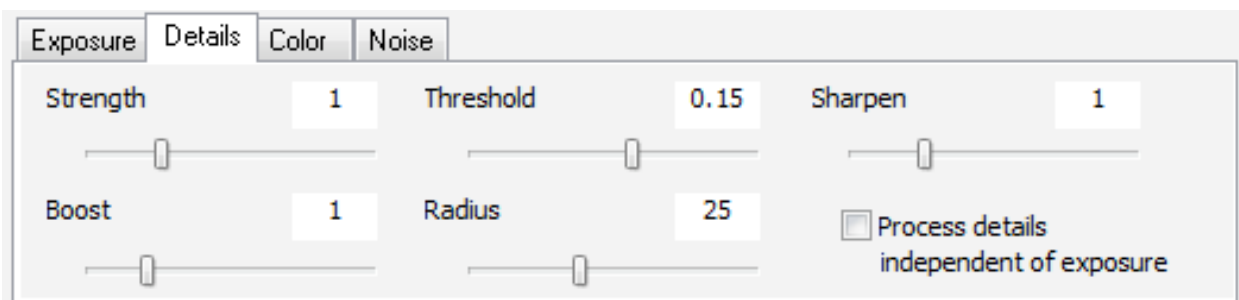 Exposure Details Color Noise
Strength 1 Threshold 0.15 Sharpen 1
Boost 1 Radius 25
Process details
independent of exposure